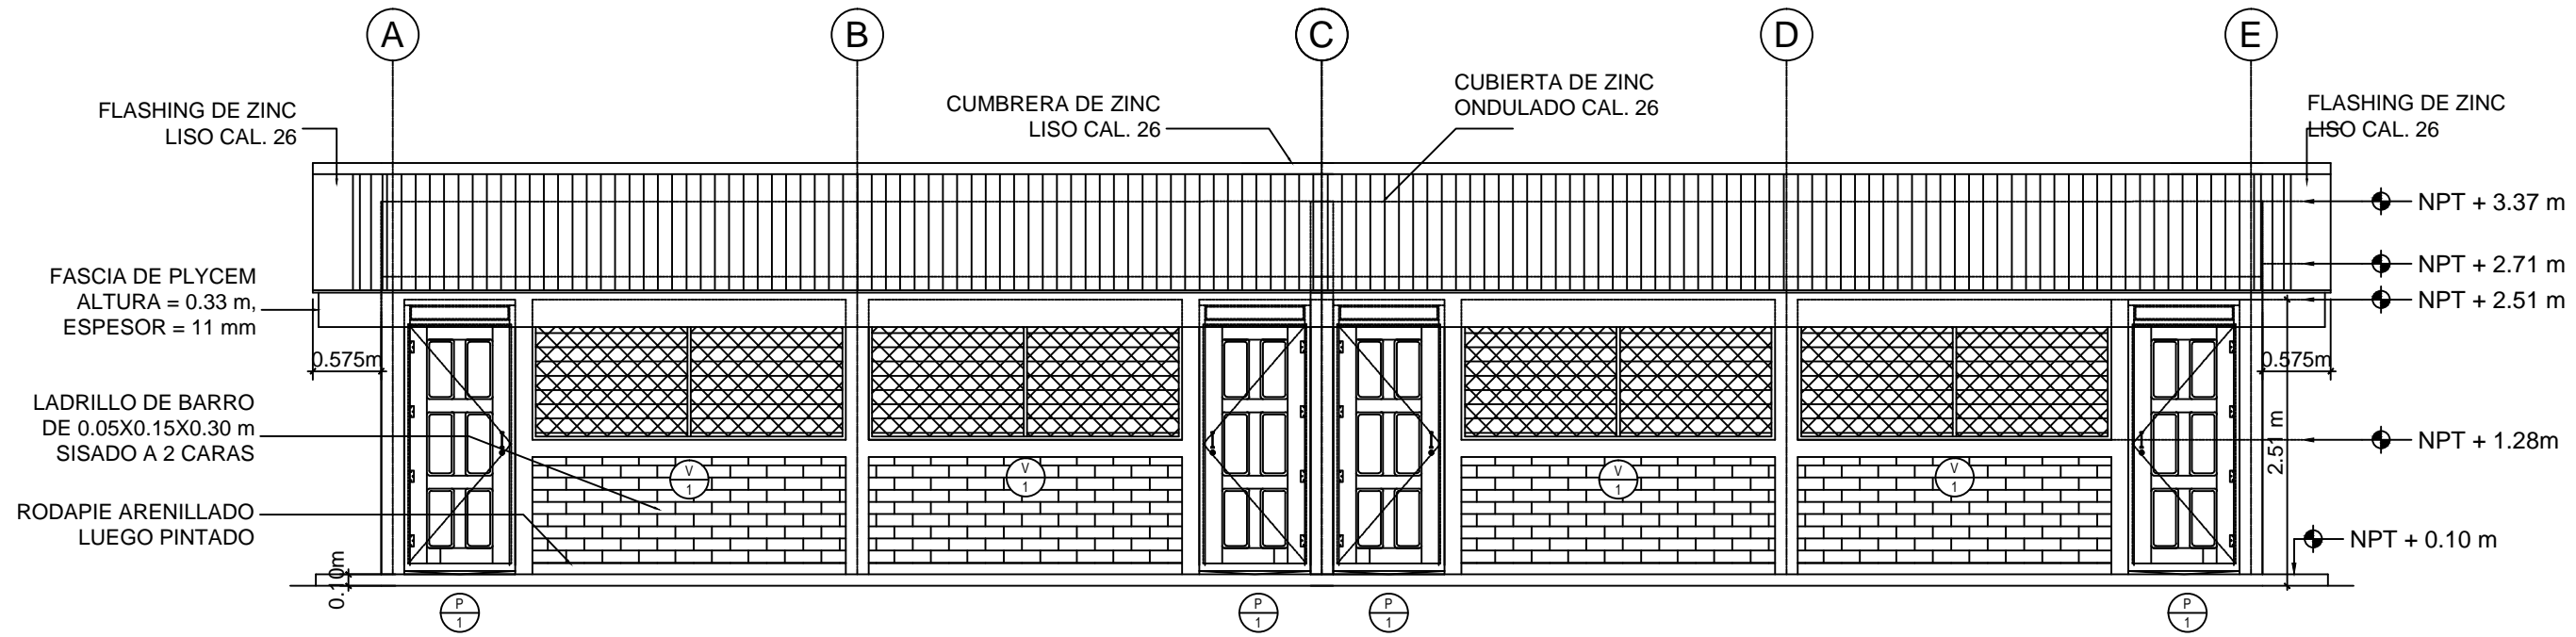 A
B
C
D
E
FLASHING DE ZINC
LISO CAL. 26
CUMBRERA DE ZINC
LISO CAL. 26
CUBIERTA DE ZINC
ONDULADO CAL. 26
FLASHING DE ZINC
LISO CAL. 26
NPT + 3.37 m
NPT + 2.71 m
NPT + 2.51 m
FASCIA DE PLYCEM
ALTURA = 0.33 m,
ESPESOR = 11 mm
0.575m
0.575m
LADRILLO DE BARRO
DE 0.05X0.15X0.30 m
SISADO A 2 CARAS
2.51 m
NPT + 1.28m
V
1
V
1
V
1
V
1
RODAPIE ARENILLADO
LUEGO PINTADO
NPT + 0.10 m
0.10m
P
1
P
1
P
1
P
1